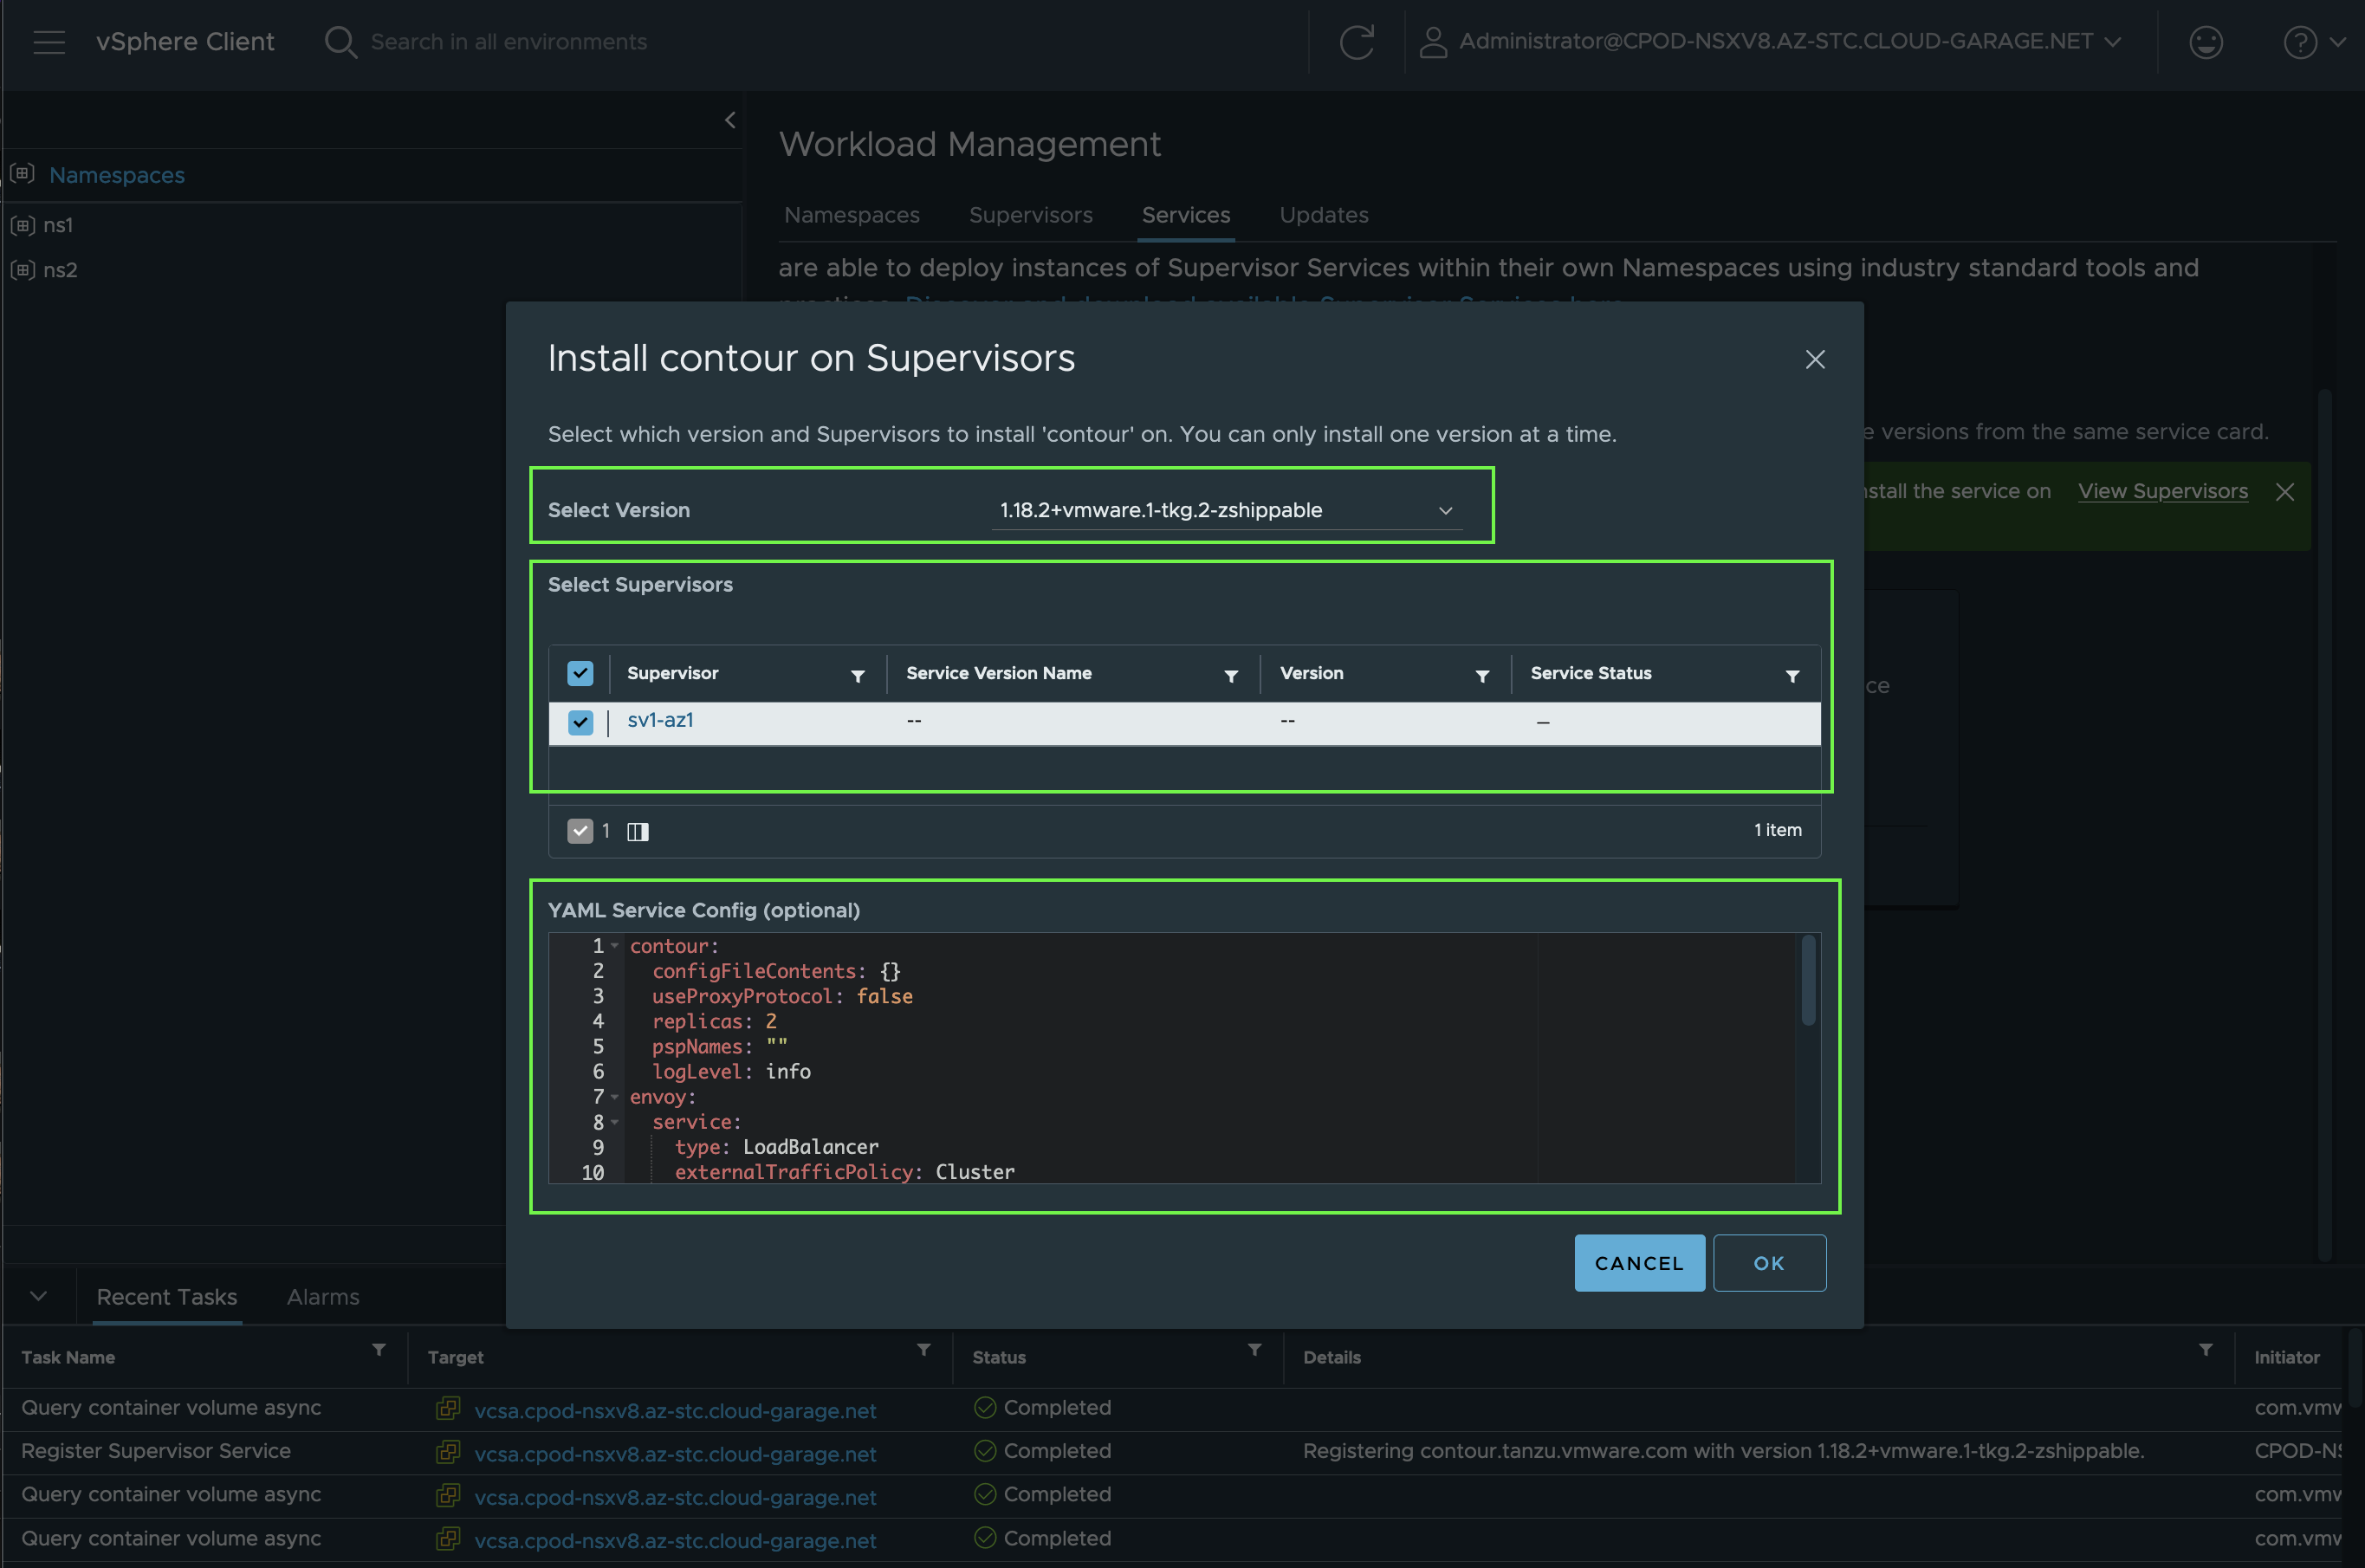 vSphere Client
Search in all environments
Administrator@CPOD-NSXV8.AZ-STC.CLOUD-GARAGE.NET
Namespaces
ns1
ns2
Workload Management
Namespaces Supervisors Services Updates
are able to deploy instances of Supervisor Services within their own Namespaces using industry standard tools and
Install contour on Supervisors
Select which version and Supervisors to install 'contour' on. You can only install one version at a time.
versions from the same service card.
Select Version 1.18.2+vmware.1-tkg.2-zshippable
the service on View Supervisors
Select Supervisors
Supervisor Service Version Name Version Service Status
sv1-az1 -- -- –
1 1 item
YAML Service Config (optional)
1 contour:
2 configFileContents: {}
3 useProxyProtocol: false
4 replicas: 2
5 pspNames: ""
6 logLevel: info
7 envoy:
8 service:
9 type: LoadBalancer
10 externalTrafficPolicy: Cluster
CANCEL OK
Recent Tasks Alarms
Task Name Target Status Details Initiator
Query container volume async vcsa.cpod-nsxv8.az-stc.cloud-garage.net Completed com.vmw
Register Supervisor Service vcsa.cpod-nsxv8.az-stc.cloud-garage.net Completed Registering contour.tanzu.vmware.com with version 1.18.2+vmware.1-tkg.2-zshippable. CPOD-NS
Query container volume async vcsa.cpod-nsxv8.az-stc.cloud-garage.net Completed com.vmw
Query container volume async vcsa.cpod-nsxv8.az-stc.cloud-garage.net Completed com.vmw